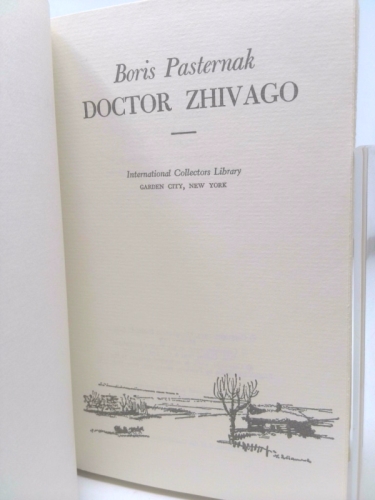 Boris Pasternak
DOCTOR ZHIVAGO
International Collectors Library
GARDEN CITY, NEW YORK